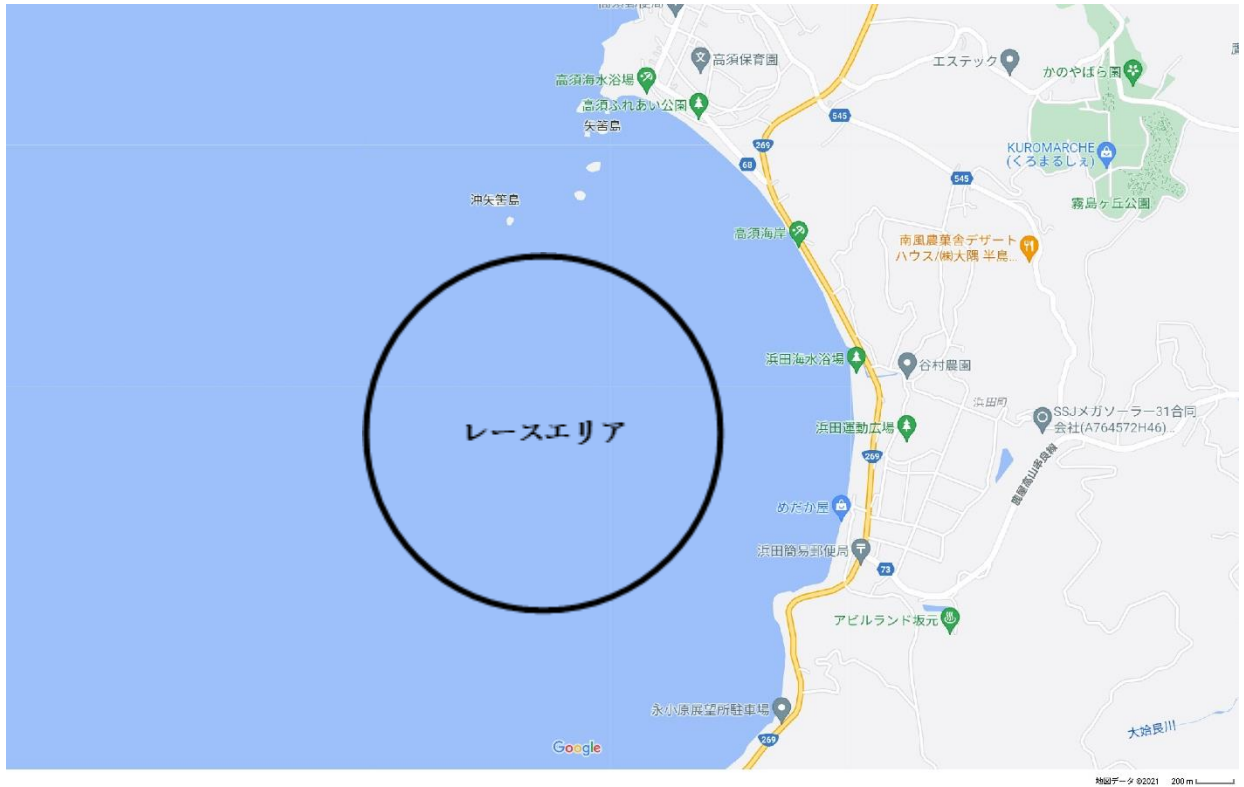 高須保育園
エステック
かのやばら園
高須海水浴場
高須ふれあい公園
矢筈島
545
269
68
KUROMARCHE
(くろまるしぇ)
545
霧島ヶ丘公園
沖矢筈島
高須海岸
南風農菓舎デザート
ハウス/㈱大隅 半島...
浜田海水浴場
谷村農園
浜田町
SSJメガソーラー31合同
会社(A764572H46)...
レースエリア
浜田運動広場
269
鹿屋高山串良線
めだか屋
浜田簡易郵便局
73
アビルランド坂元
永小原展望所駐車場
269
大姶良川
Google
地図データ ©2021 200 m